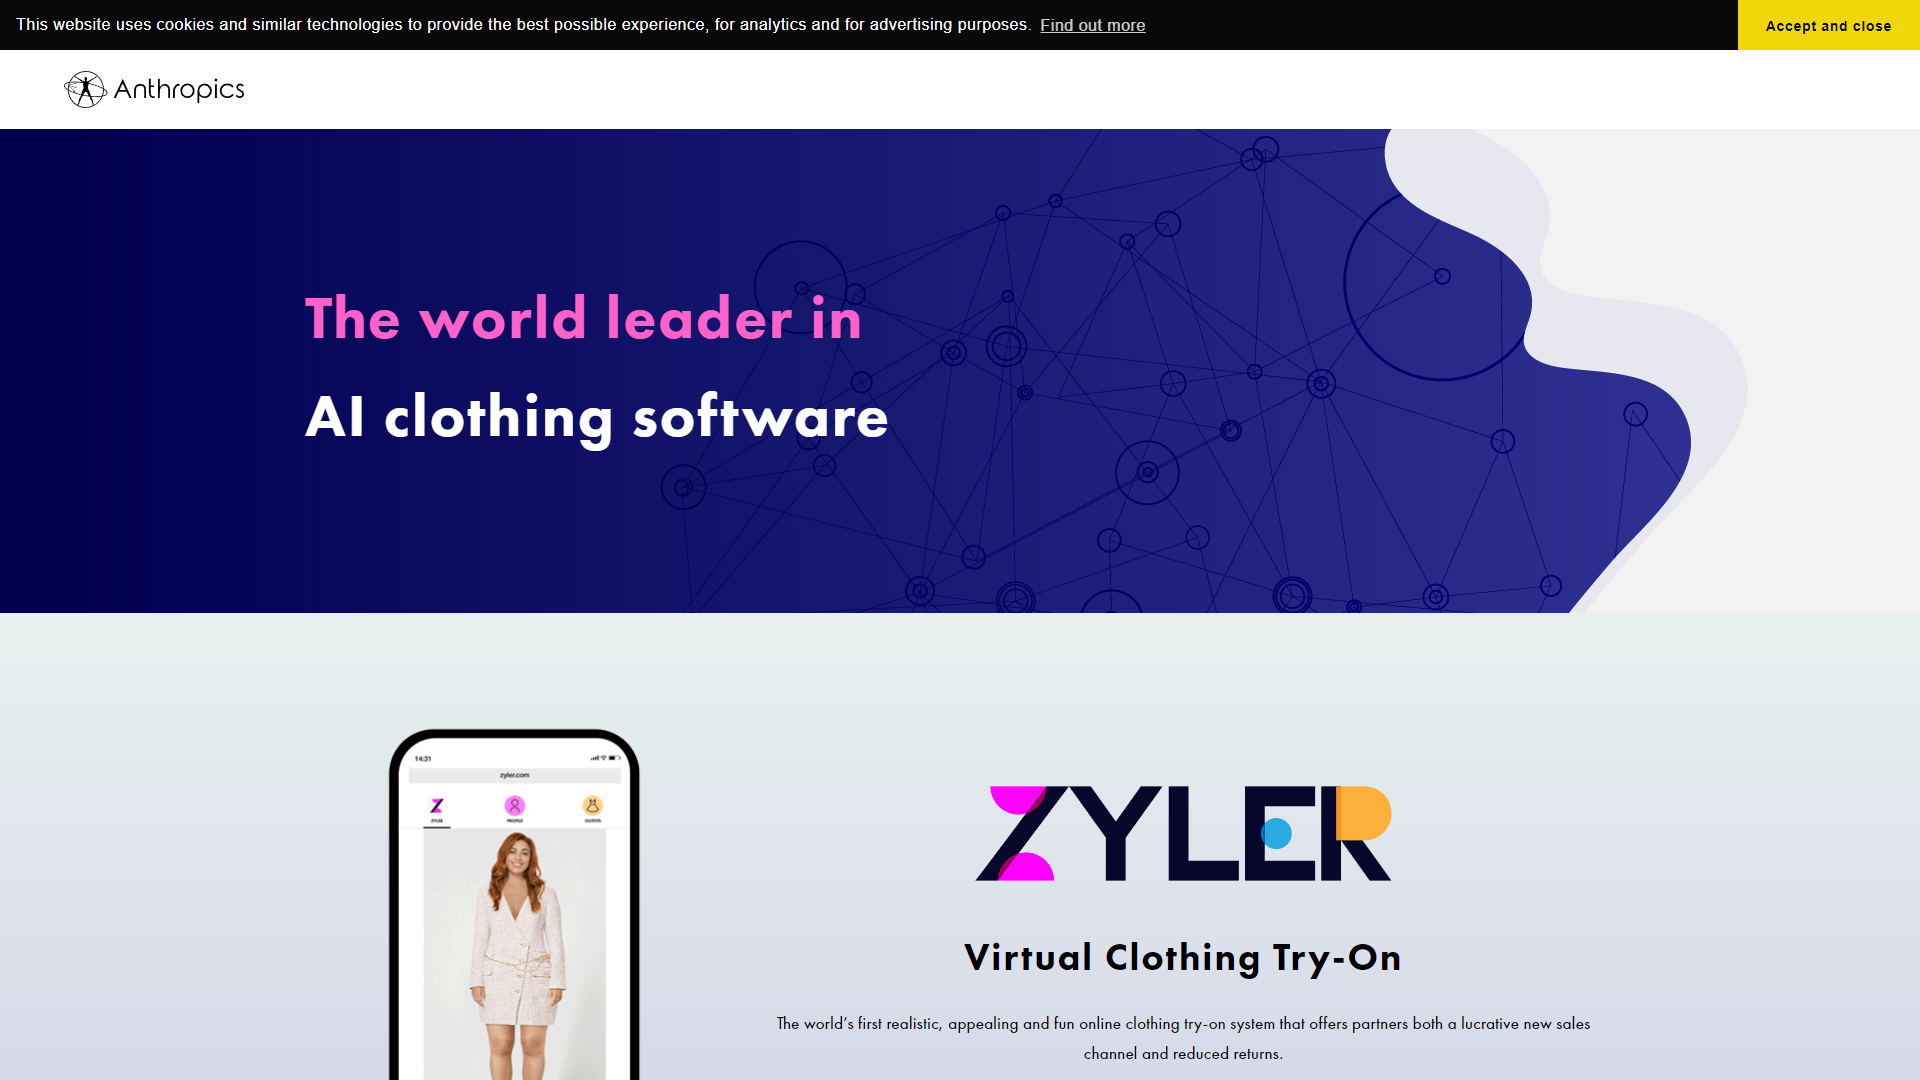 This website uses cookies and similar technologies to provide the best possible experience, for analytics and for advertising purposes. Find out more
Accept and close
Anthropics
The world leader in
AI clothing software
14:31
zyler.com
ZYLER PROFILE OUTFITS
ZYLER
Virtual Clothing Try-On
The world’s first realistic, appealing and fun online clothing try-on system that offers partners both a lucrative new sales
channel and reduced returns.